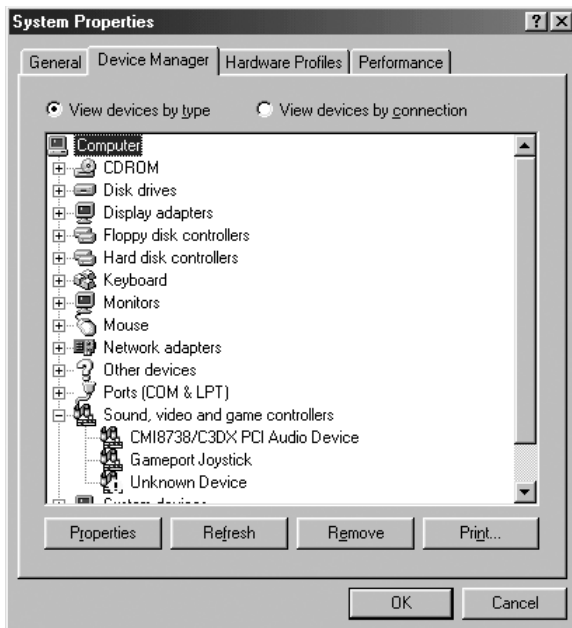 System Properties
General Device Manager Hardware Profiles Performance
View devices by type View devices by connection
Computer
CDROM
Disk drives
Display adapters
Floppy disk controllers
Hard disk controllers
Keyboard
Monitors
Mouse
Network adapters
Other devices
Ports (COM & LPT)
Sound, video and game controllers
CMI8738/C3DX PCI Audio Device
Gameport Joystick
Unknown Device
System devices
Properties Refresh Remove Print...
OK Cancel